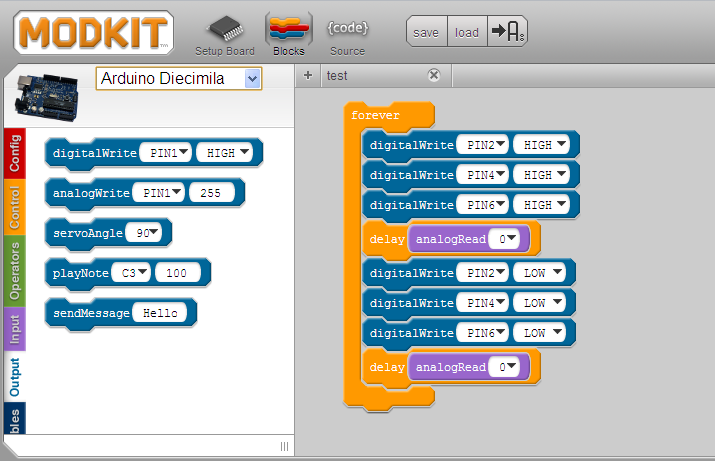 MODKIT
Setup Board
Blocks
{code}
Source
save
load
A
Arduino Diecimila
+ test
Config
Control
Operators
Input
Output
bles
digitalWrite PIN1 HIGH
analogWrite PIN1 255
servoAngle 90
playNote C3 100
sendMessage Hello
forever
digitalWrite PIN2 HIGH
digitalWrite PIN4 HIGH
digitalWrite PIN6 HIGH
delay analogRead 0
digitalWrite PIN2 LOW
digitalWrite PIN4 LOW
digitalWrite PIN6 LOW
delay analogRead 0